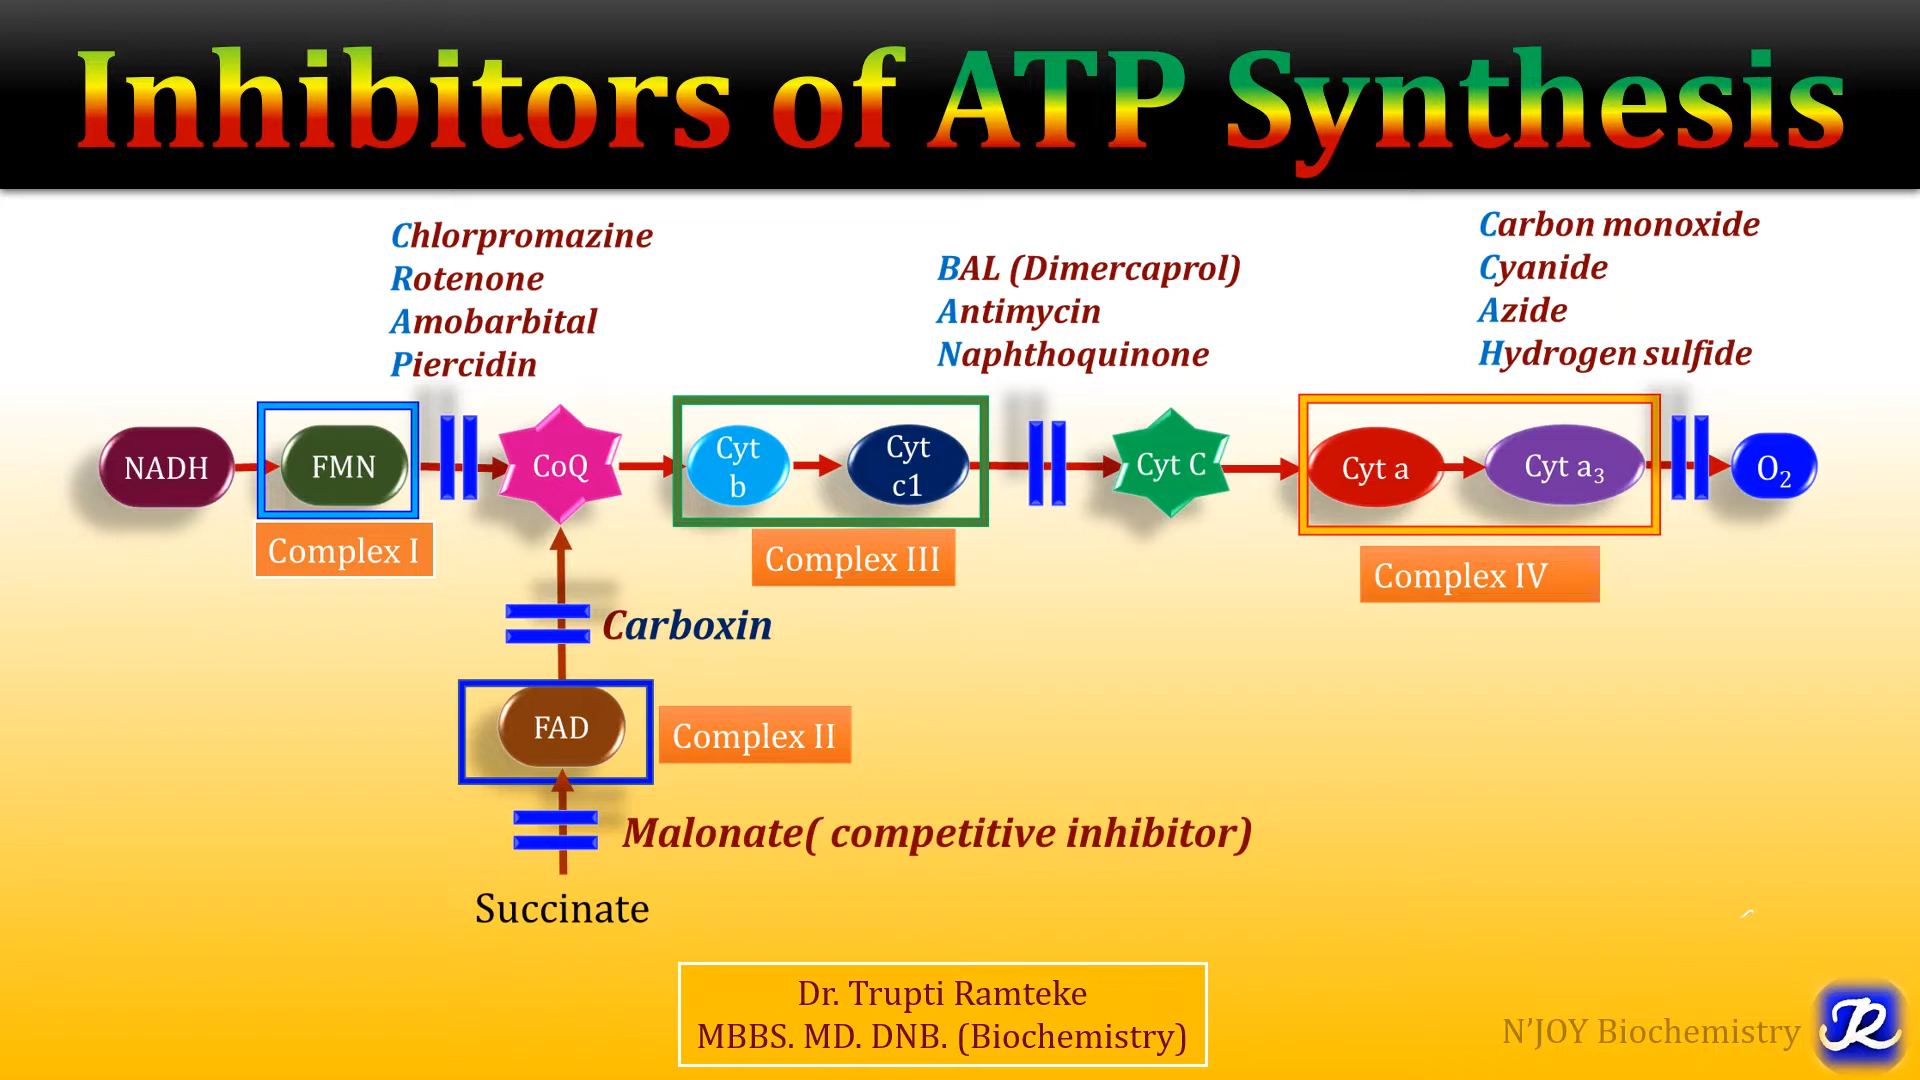 Inhibitors of ATP Synthesis
Chlorpromazine
Rotenone
Amobarbital
Piercidin
BAL (Dimercaprol)
Antimycin
Naphthoquinone
Carbon monoxide
Cyanide
Azide
Hydrogen sulfide
NADH
FMN
CoQ
Cyt
b
Cyt
c1
Cyt C
Cyt a
Cyt a₃
O₂
Complex I
Complex III
Complex IV
Carboxin
FAD
Complex II
Malonate( competitive inhibitor)
Succinate
Dr. Trupti Ramteke
MBBS. MD. DNB. (Biochemistry)
N'JOY Biochemistry